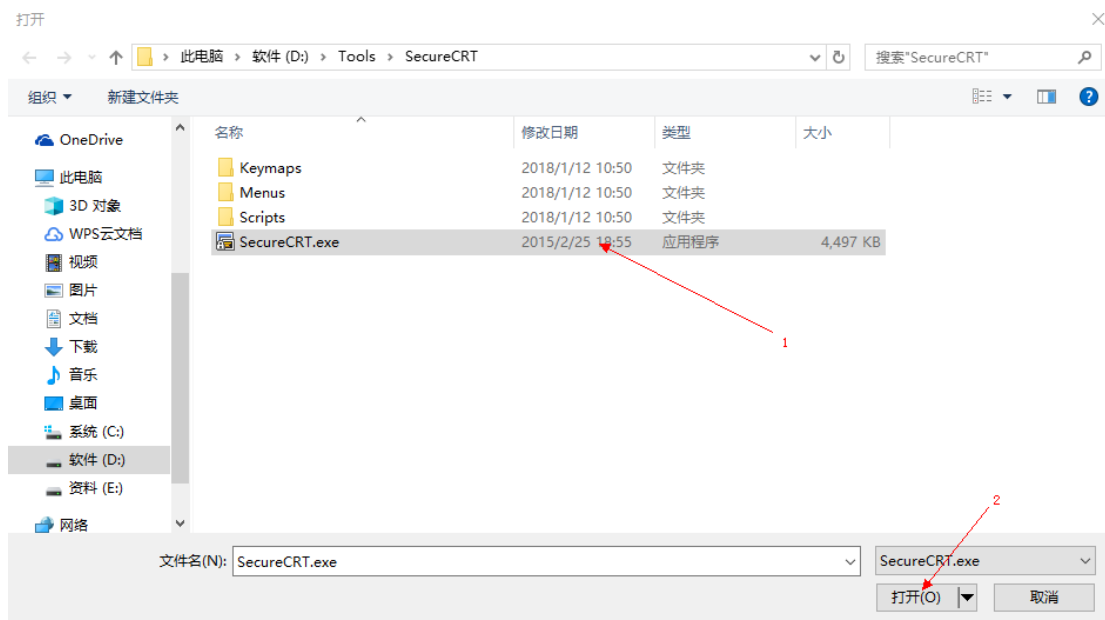 打开
此电脑 > 软件 (D:) > Tools > SecureCRT
搜索"SecureCRT"
组织
新建文件夹
名称 修改日期 类型 大小
OneDrive
此电脑
3D 对象
WPS云文档
视频
图片
文档
下载
音乐
桌面
系统 (C:)
软件 (D:)
资料 (E:)
网络
Keymaps 2018/1/12 10:50 文件夹
Menus 2018/1/12 10:50 文件夹
Scripts 2018/1/12 10:50 文件夹
SecureCRT.exe 2015/2/25 18:55 应用程序 4,497 KB
1
2
文件名(N): SecureCRT.exe
SecureCRT.exe
打开(O)
取消